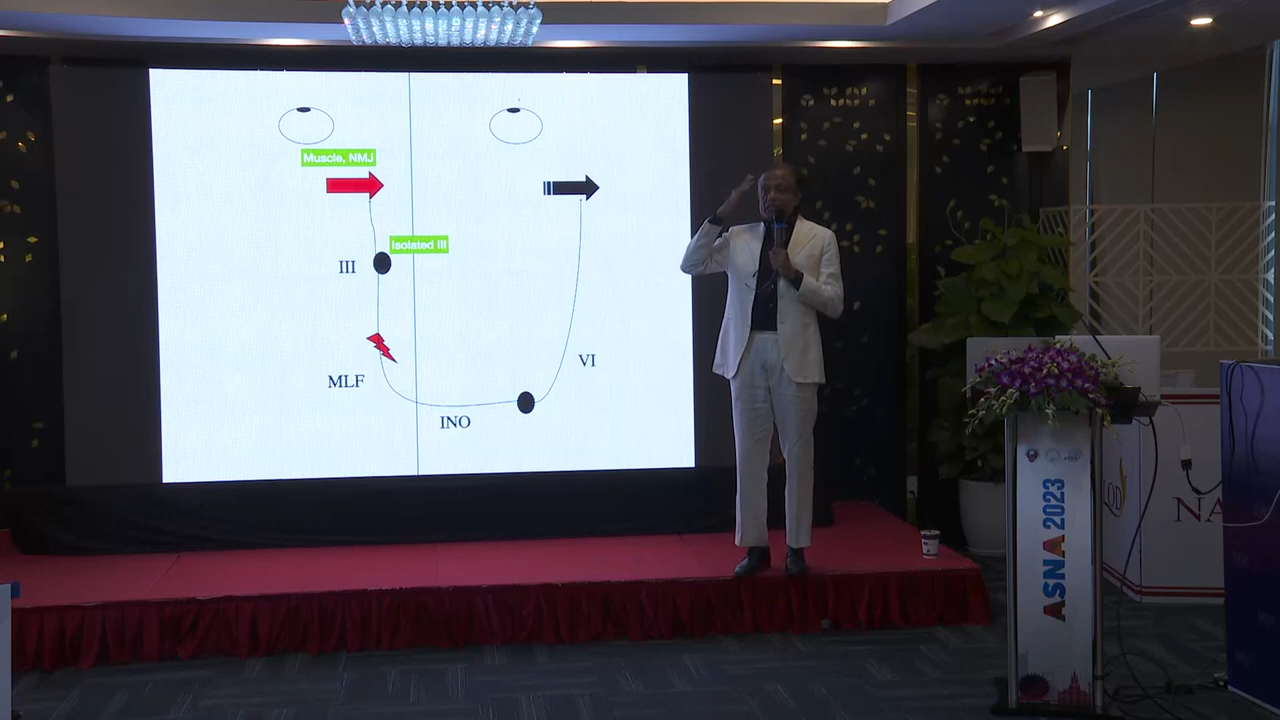 Muscle, NMJ
Isolated III
III
VI
MLF
INO
ASNA 2023
NA